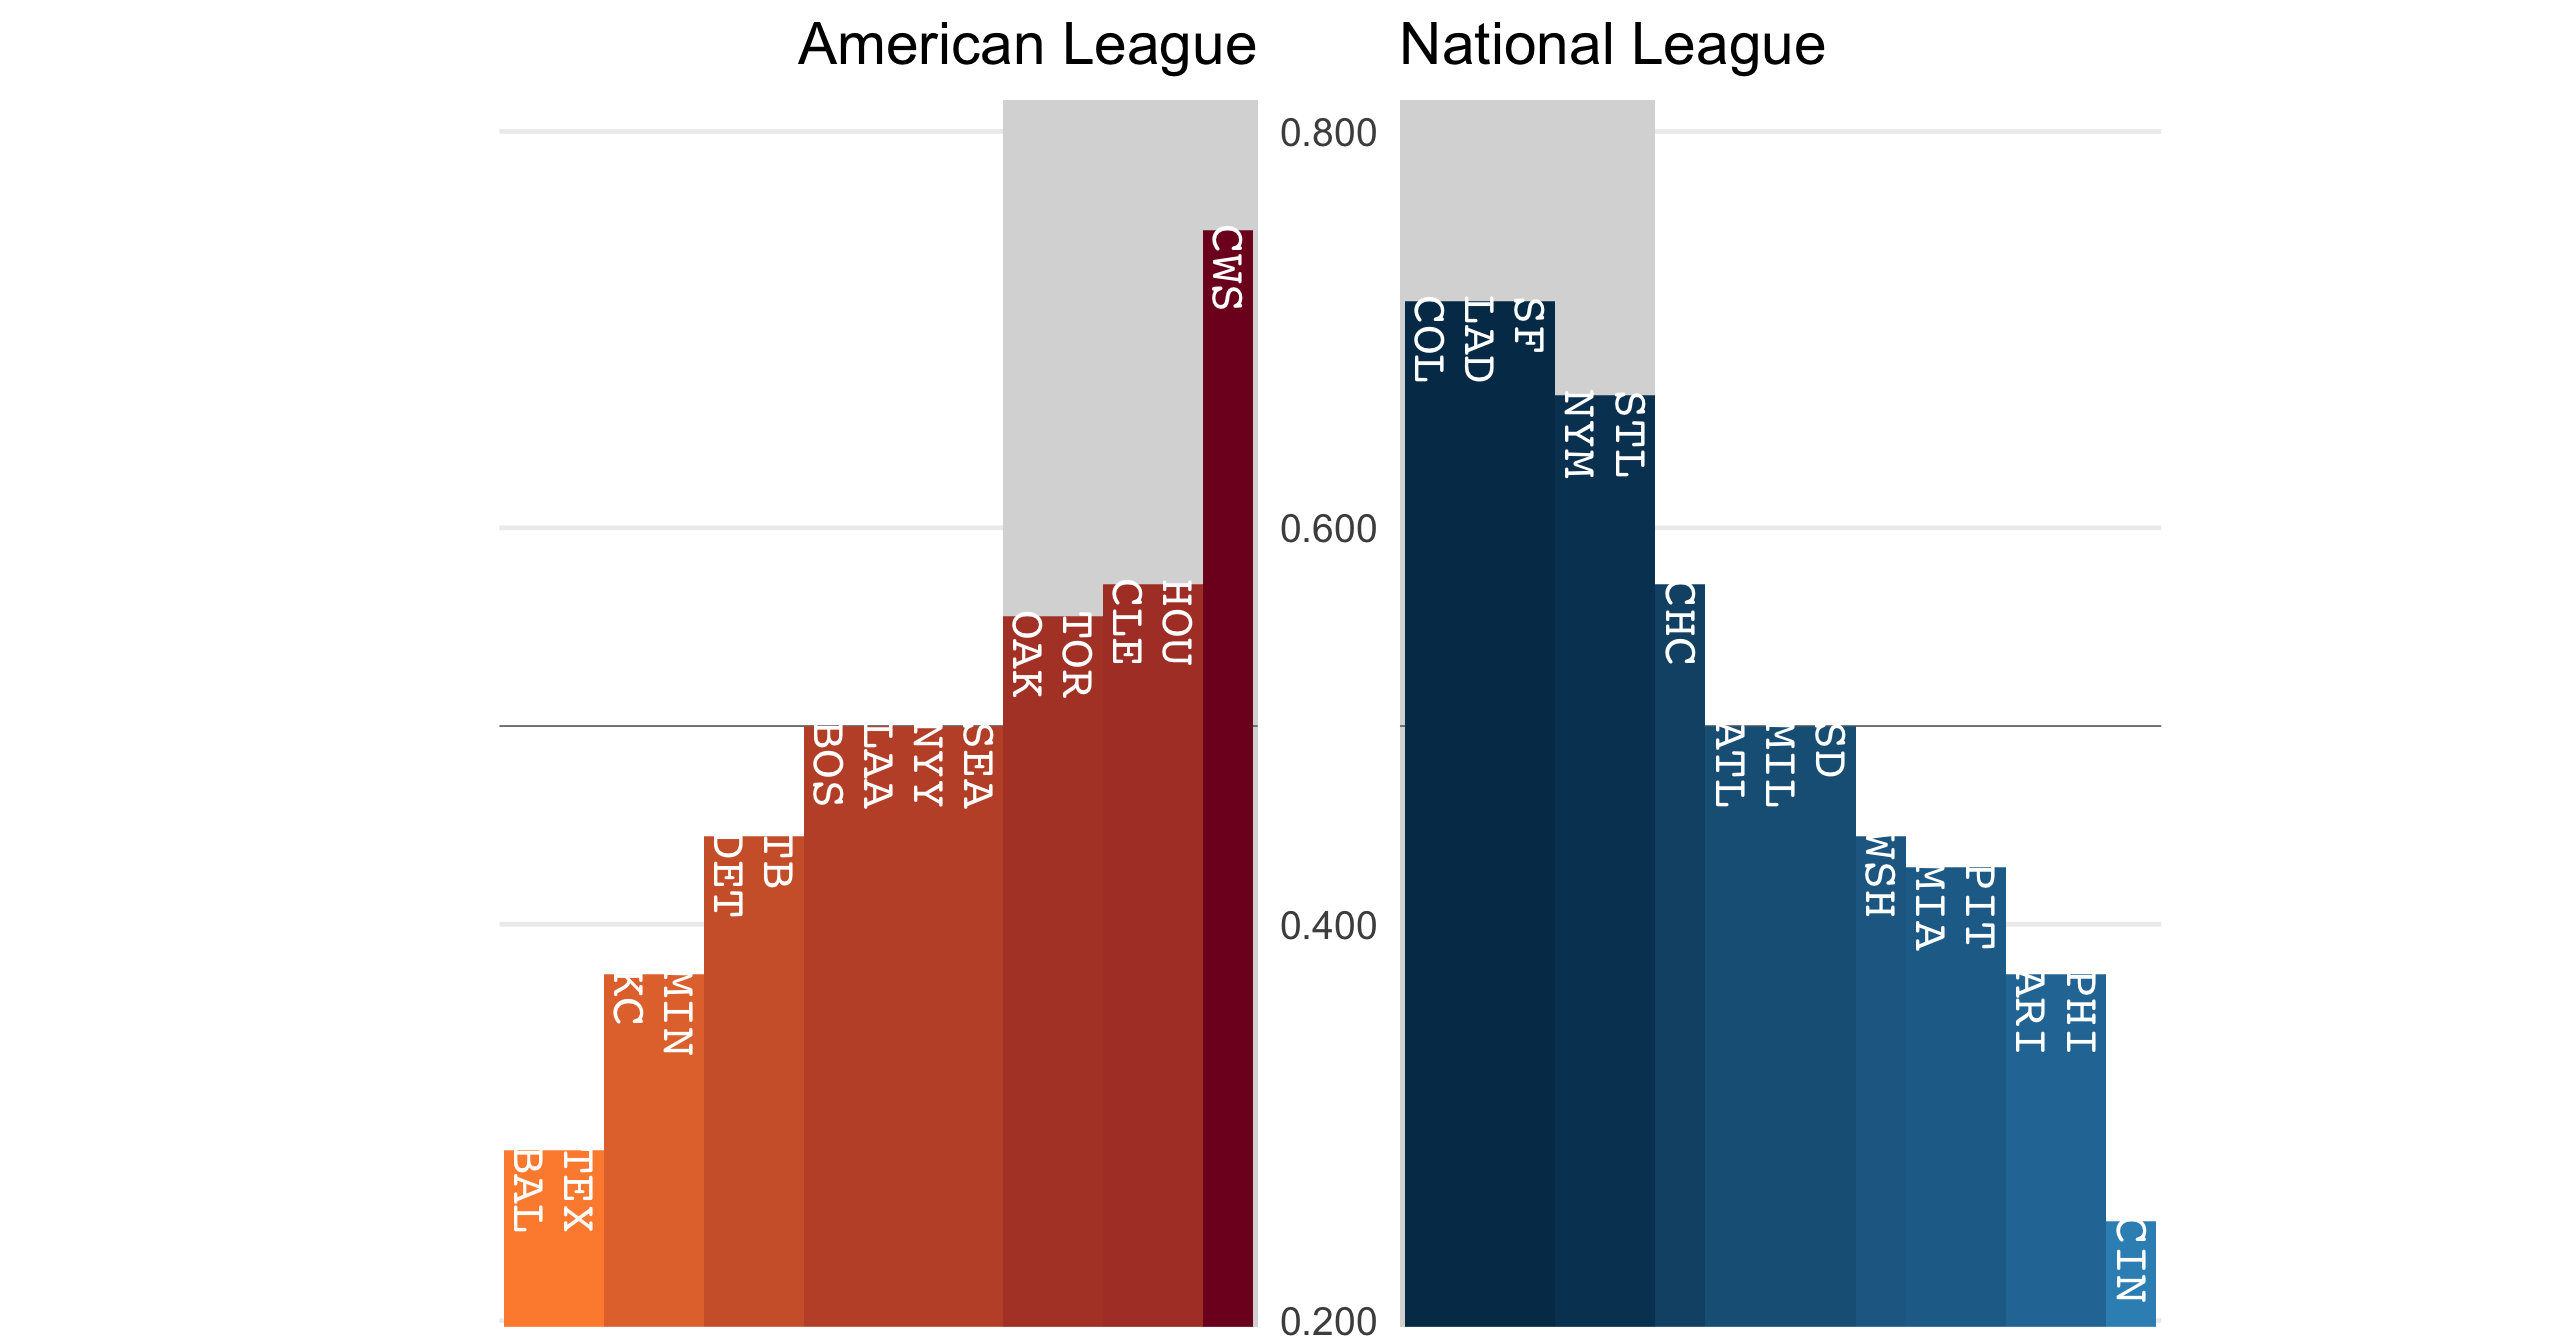 American League
National League
0.800
0.600
0.400
0.200
BAL
TEX
KC
MIN
DET
TB
BOS
LAA
NYY
SEA
OAK
TOR
CLE
HOU
CWS
COL
LAD
SF
NYM
STL
CHC
ATL
MIL
SD
WSH
MIA
PIT
ARI
PHI
CIN